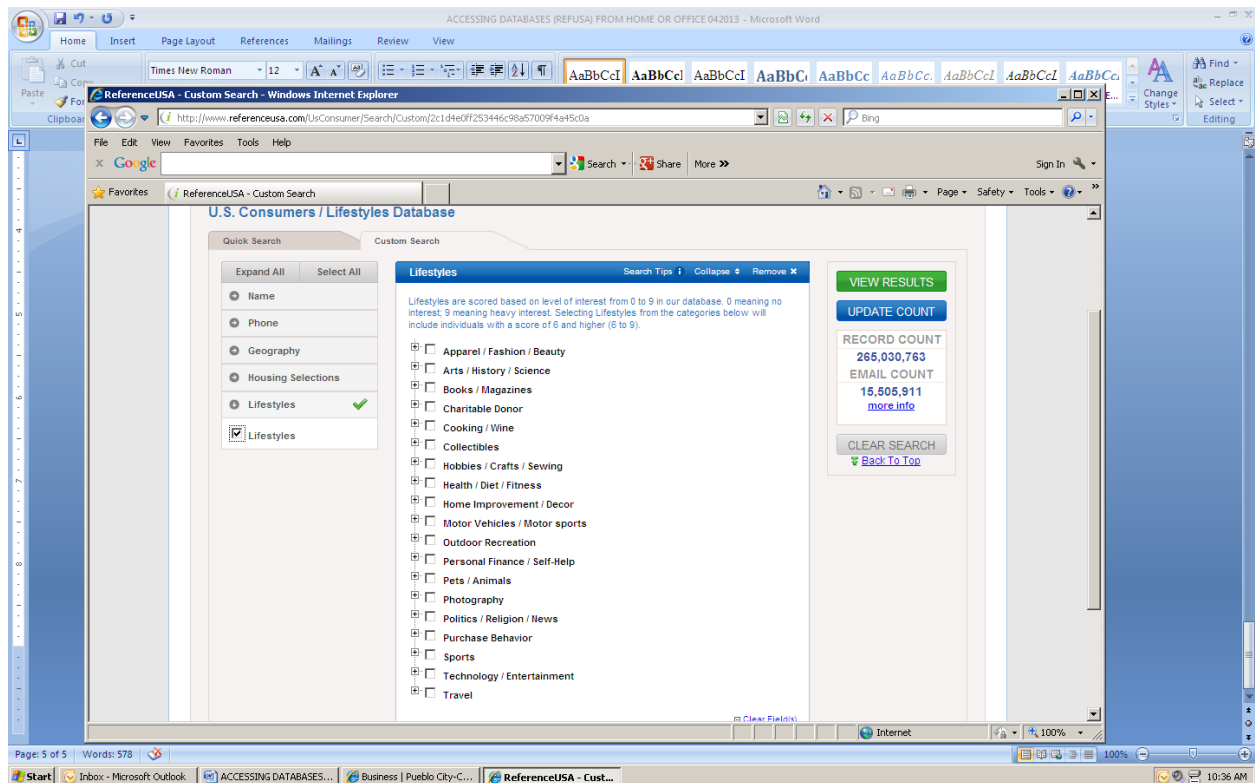 ACCESSING DATABASES (REFUSA) FROM HOME OR OFFICE 042013 - Microsoft Word
Home Insert Page Layout References Mailings Review View
Cut
Times New Roman 12
Find
Replace
Select
Editing
Paste
Clipboar
AaBbCcI AaBbCcl AaBbCcI AaBbC AaBbCc AaBbCc. AaBbCcL AaBbCcL AaBbCc
Change
Styles
ReferenceUSA - Custom Search - Windows Internet Explorer
http://www.referenceusa.com/UsConsumer/Search/Custom/2c1d4e0ff253446c98a57009f4a45c0a
Bing
File Edit View Favorites Tools Help
Google Search Share More » Sign In
Favorites ReferenceUSA - Custom Search Page Safety Tools »
U.S. Consumers / Lifestyles Database
Quick Search Custom Search
Expand All Select All
Name
Phone
Geography
Housing Selections
Lifestyles
Lifestyles
Lifestyles Search Tips Collapse Remove
Lifestyles are scored based on level of interest from 0 to 9 in our database. 0 meaning no
interest; 9 meaning heavy interest. Selecting Lifestyles from the categories below will
include individuals with a score of 6 and higher (6 to 9).
Apparel / Fashion / Beauty
Arts / History / Science
Books / Magazines
Charitable Donor
Cooking / Wine
Collectibles
Hobbies / Crafts / Sewing
Health / Diet / Fitness
Home Improvement / Decor
Motor Vehicles / Motor sports
Outdoor Recreation
Personal Finance / Self-Help
Pets / Animals
Photography
Politics / Religion / News
Purchase Behavior
Sports
Technology / Entertainment
Travel
Clear Field(s)
VIEW RESULTS
UPDATE COUNT
RECORD COUNT
265,030,763
EMAIL COUNT
15,505,911
more info
CLEAR SEARCH
Back To Top
Internet 100%
Page: 5 of 5 Words: 578 100%
Start Inbox - Microsoft Outlook ACCESSING DATABASES... Business | Pueblo City-C... ReferenceUSA - Cust... 10:36 AM